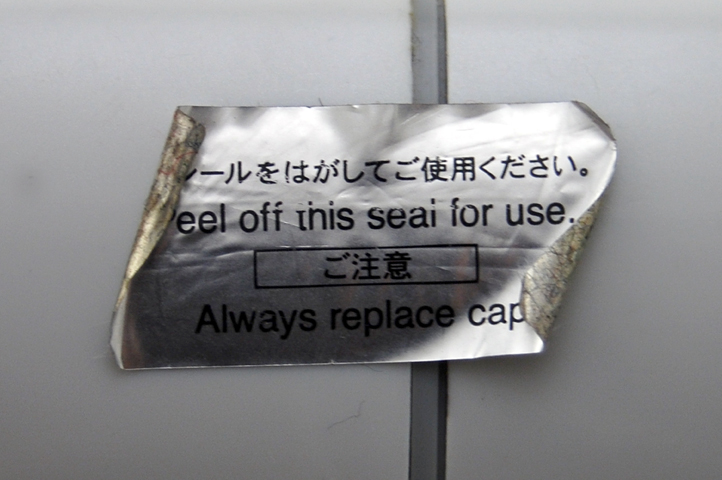 ールをはがしてご使用ください。
eel off this seal for use.
ご注意
Always replace cap